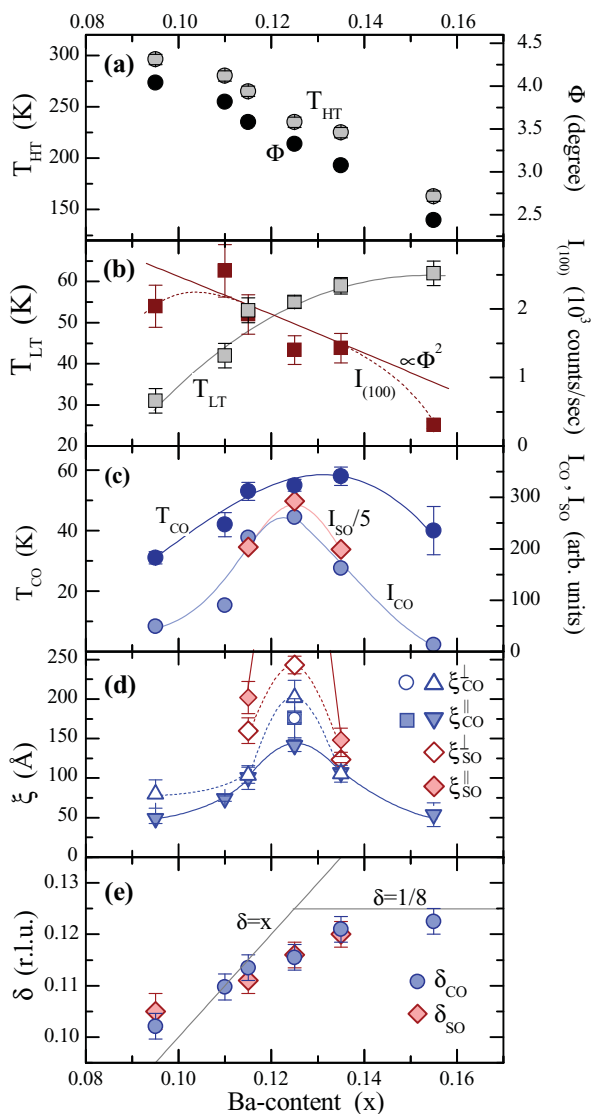 0.08 0.10 0.12 0.14 0.16
(a)
300
250
200
150
T_HT (K)
T_HT
Φ
4.5
4.0
3.5
3.0
2.5
Φ (degree)
(b)
60
50
40
30
20
T_LT (K)
T_LT
I_(100)
∝Φ²
2
1
0
I_(100) (10³ counts/sec)
(c)
60
40
20
T_CO (K)
T_CO
I_SO/5
I_CO
300
200
100
0
I_CO, I_SO (arb. units)
(d)
250
200
150
100
50
0
ξ (Å)
ξ⊥_CO
ξ||_CO
ξ⊥_SO
ξ||_SO
(e)
0.13
0.12
0.11
0.10
δ (r.l.u.)
δ=x
δ=1/8
δ_CO
δ_SO
0.08 0.10 0.12 0.14 0.16
Ba-content (x)